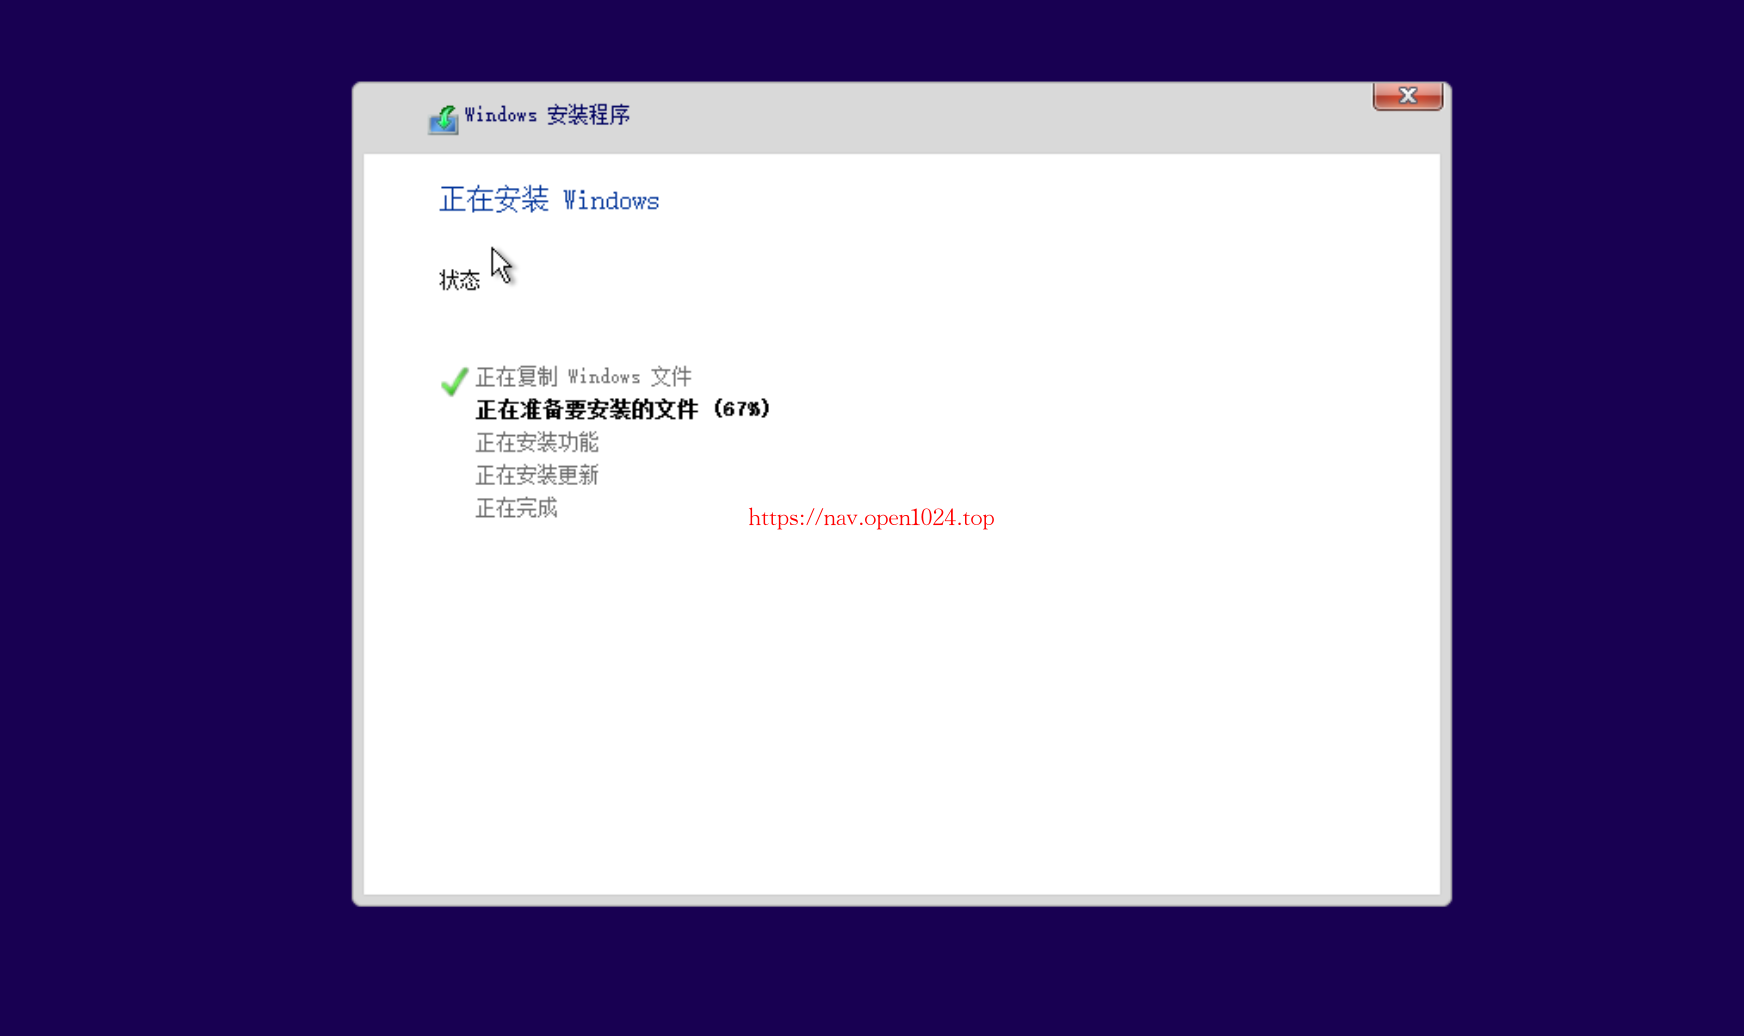 Windows 安装程序
正在安装 Windows
状态
正在复制 Windows 文件
正在准备要安装的文件 (67%)
正在安装功能
正在安装更新
正在完成
https://nav.open1024.top